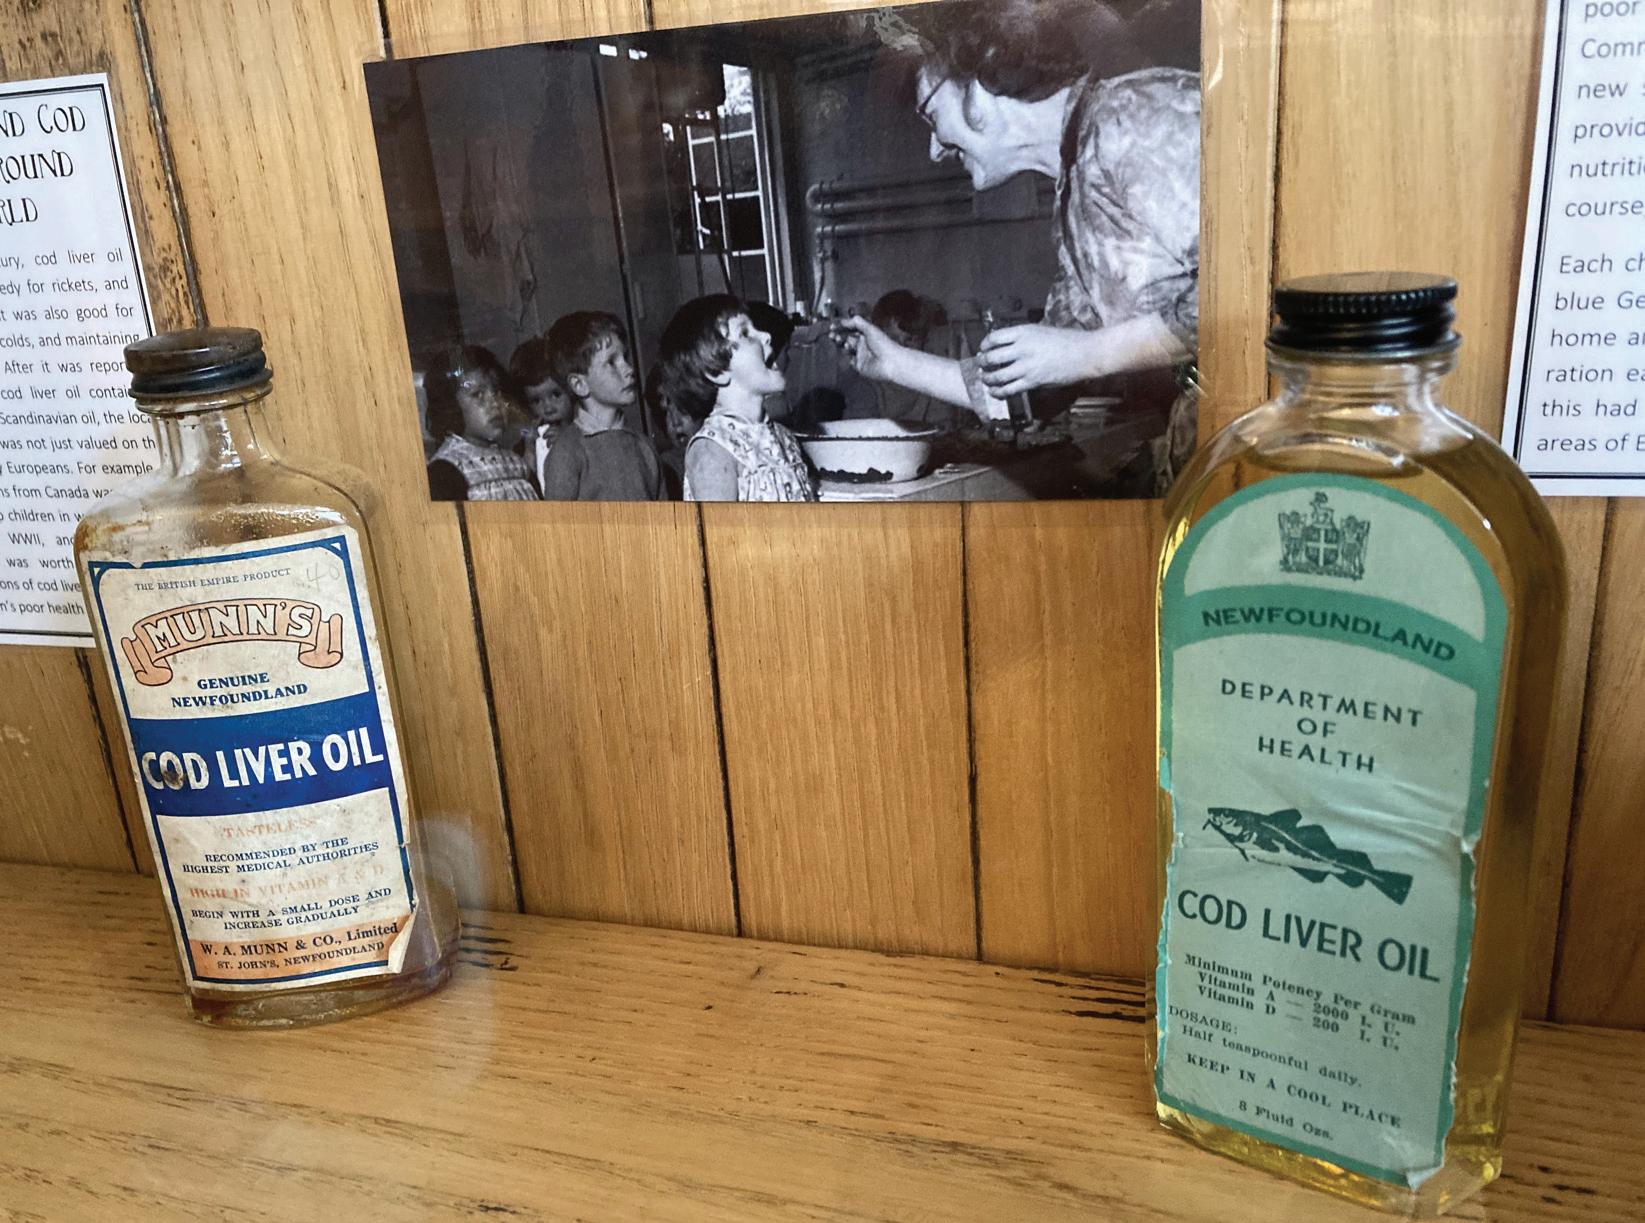 ND COD
ROUND
RLD
ury, cod liver oil
edy for rickets, and
t was also good for
colds, and maintaining
After it was repor
cod liver oil contai
Scandinavian oil, the loca
was not just valued on th
y Europeans. For example
ns from Canada wa
o children in w
WWII, and
was worth
ons of cod live
n's poor health
THE BRITISH EMPIRE PRODUCT
40
MUNN'S
GENUINE
NEWFOUNDLAND
COD LIVER OIL
TASTELESS
RECOMMENDED BY THE
HIGHEST MEDICAL AUTHORITIES
HIGH IN VITAMIN A & D
BEGIN WITH A SMALL DOSE AND
INCREASE GRADUALLY
W. A. MUNN & CO., Limited
ST. JOHN'S, NEWFOUNDLAND
NEWFOUNDLAND
DEPARTMENT
OF
HEALTH
COD LIVER OIL
Minimum Potency Per Gram
Vitamin A — 2000 I. U.
Vitamin D — 200 I. U.
DOSAGE:
Half teaspoonful daily.
KEEP IN A COOL PLACE
8 Fluid Ozs.
poor
Comm
new s
provid
nutriti
course
Each ch
blue Ge
home a
ration ea
this had
areas of E